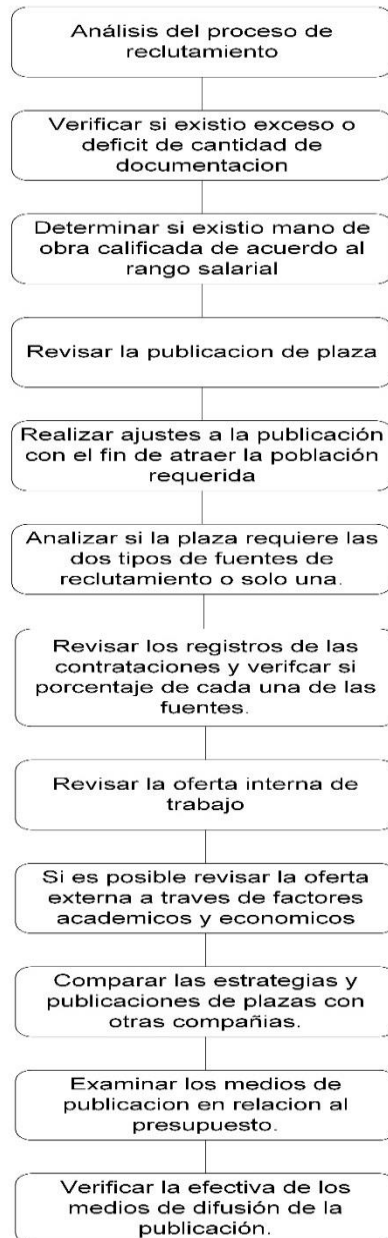 Análisis del proceso de
reclutamiento
Verificar si existio exceso o
deficit de cantidad de
documentacion
Determinar si existio mano de
obra calificada de acuerdo al
rango salarial
Revisar la publicacion de plaza
Realizar ajustes a la publicación
con el fin de atraer la población
requerida
Analizar si la plaza requiere las
dos tipos de fuentes de
reclutamiento o solo una.
Revisar los registros de las
contrataciones y verifcar si
porcentaje de cada una de las
fuentes.
Revisar la oferta interna de
trabajo
Si es posible revisar la oferta
externa a traves de factores
academicos y economicos
Comparar las estrategias y
publicaciones de plazas con
otras compañias.
Examinar los medios de
publicacion en relacion al
presupuesto.
Verificar la efectiva de los
medios de difusión de la
publicación.